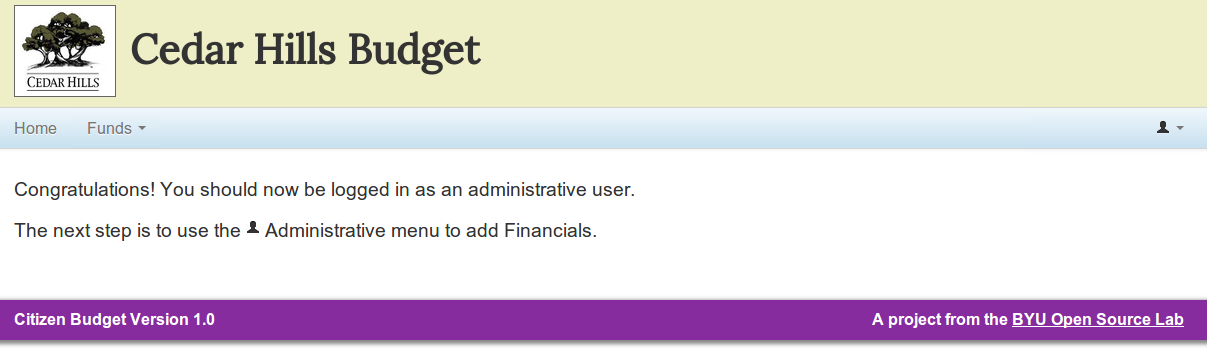 CEDAR HILLS
Cedar Hills Budget
Home Funds
Congratulations! You should now be logged in as an administrative user.
The next step is to use the Administrative menu to add Financials.
Citizen Budget Version 1.0 A project from the BYU Open Source Lab